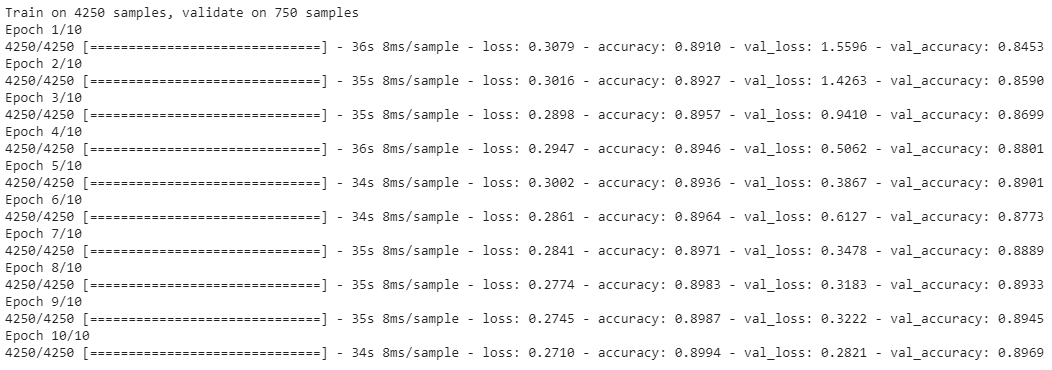 Train on 4250 samples, validate on 750 samples
Epoch 1/10
4250/4250 [==============================] - 36s 8ms/sample - loss: 0.3079 - accuracy: 0.8910 - val_loss: 1.5596 - val_accuracy: 0.8453
Epoch 2/10
4250/4250 [==============================] - 35s 8ms/sample - loss: 0.3016 - accuracy: 0.8927 - val_loss: 1.4263 - val_accuracy: 0.8590
Epoch 3/10
4250/4250 [==============================] - 35s 8ms/sample - loss: 0.2898 - accuracy: 0.8957 - val_loss: 0.9410 - val_accuracy: 0.8699
Epoch 4/10
4250/4250 [==============================] - 36s 8ms/sample - loss: 0.2947 - accuracy: 0.8946 - val_loss: 0.5062 - val_accuracy: 0.8801
Epoch 5/10
4250/4250 [==============================] - 34s 8ms/sample - loss: 0.3002 - accuracy: 0.8936 - val_loss: 0.3867 - val_accuracy: 0.8901
Epoch 6/10
4250/4250 [==============================] - 34s 8ms/sample - loss: 0.2861 - accuracy: 0.8964 - val_loss: 0.6127 - val_accuracy: 0.8773
Epoch 7/10
4250/4250 [==============================] - 35s 8ms/sample - loss: 0.2841 - accuracy: 0.8971 - val_loss: 0.3478 - val_accuracy: 0.8889
Epoch 8/10
4250/4250 [==============================] - 35s 8ms/sample - loss: 0.2774 - accuracy: 0.8983 - val_loss: 0.3183 - val_accuracy: 0.8933
Epoch 9/10
4250/4250 [==============================] - 35s 8ms/sample - loss: 0.2745 - accuracy: 0.8987 - val_loss: 0.3222 - val_accuracy: 0.8945
Epoch 10/10
4250/4250 [==============================] - 34s 8ms/sample - loss: 0.2710 - accuracy: 0.8994 - val_loss: 0.2821 - val_accuracy: 0.8969